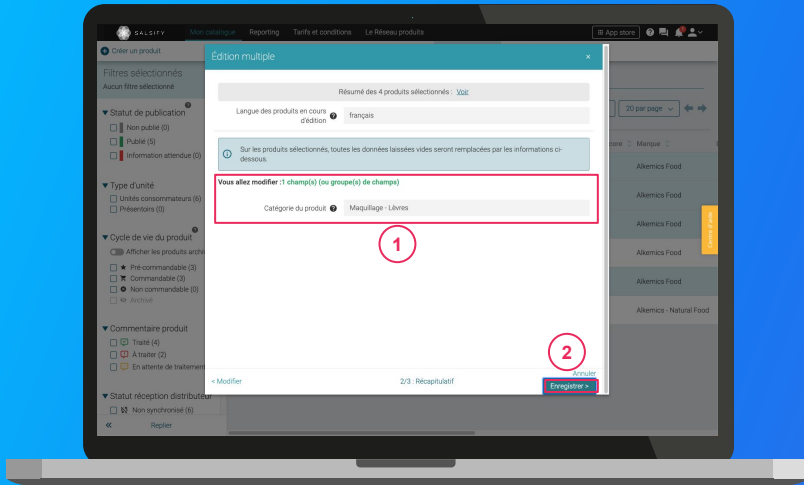 SALSIFY
Mon catalogue
Reporting
Tarifs et conditions
Le Réseau produits
App store
Créer un produit
Filtres sélectionnés
Aucun filtre sélectionné
Statut de publication
Non publié (0)
Publié (5)
Information attendue (0)
Type d'unité
Unités consommateurs (6)
Présentoirs (0)
Cycle de vie du produit
Afficher les produits archi
Pré-commandable (3)
Commandable (3)
Non commandable (0)
Archivé
Commentaire produit
Traité (4)
À traiter (2)
En attente de traitement
Statut réception distributeur
Non synchronisé (6)
Replier
Édition multiple
×
Résumé des 4 produits sélectionnés : Voir
Langue des produits en cours
d'édition
français
Sur les produits sélectionnés, toutes les données laissées vides seront remplacées par les informations ci-
dessous.
Vous allez modifier :1 champ(s) (ou groupe(s) de champs)
Catégorie du produit
Maquillage - Lèvres
1
2
< Modifier
2/3 : Récapitulatif
Annuler
Enregistrer >
20 par page
Marque
Alkemics Food
Alkemics Food
Alkemics Food
Alkemics Food
Alkemics Food
Alkemics - Natural Food
Centre d'aide